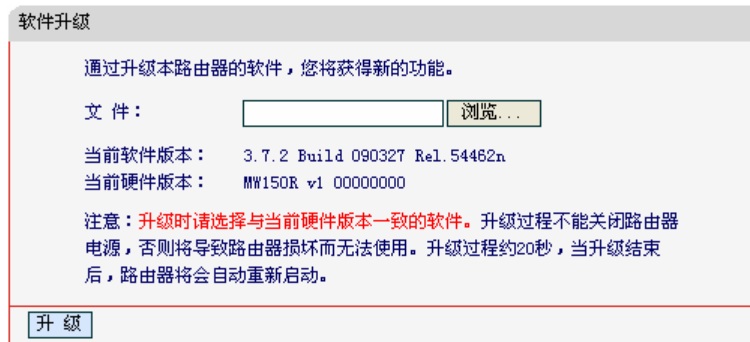 软件升级
通过升级本路由器的软件，您将获得新的功能。
文 件： 浏览...
当前软件版本： 3.7.2 Build 090327 Rel.54462n
当前硬件版本： MW150R v1 00000000
注意：升级时请选择与当前硬件版本一致的软件。升级过程不能关闭路由器
电源，否则将导致路由器损坏而无法使用。升级过程约20秒，当升级结束
后，路由器将会自动重新启动。
升 级